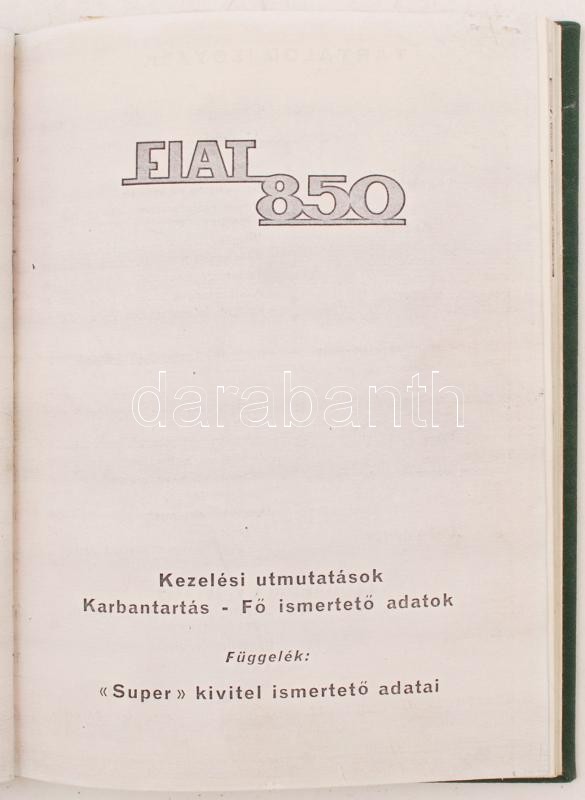 FIAT
850
darabanth
Kezelési utmutatások
Karbantartás - Fő ismertető adatok
Függelék:
«Super» kivitel ismertető adatai